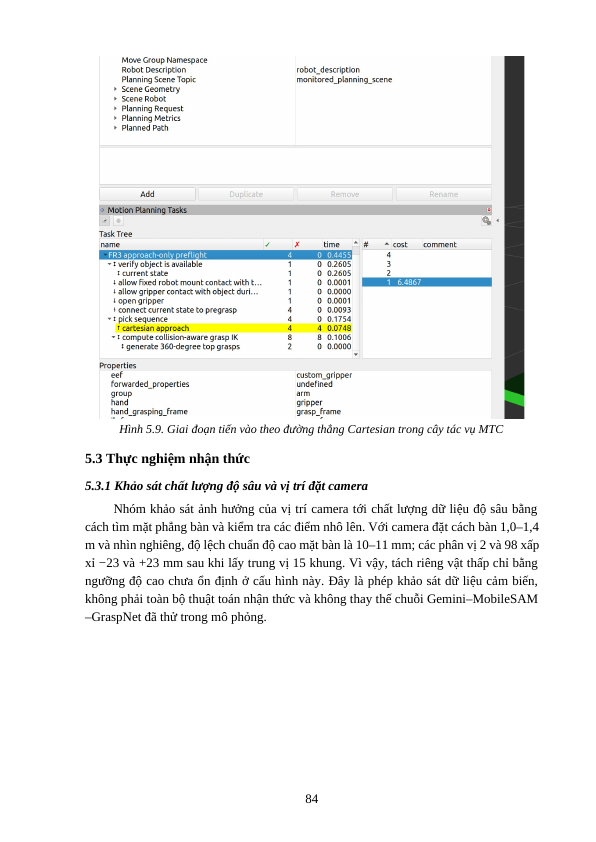 Move Group Namespace
Robot Description robot_description
Planning Scene Topic monitored_planning_scene
Scene Geometry
Scene Robot
Planning Request
Planning Metrics
Planned Path
Add Duplicate Remove Rename
Motion Planning Tasks
Task Tree
name ✓ ✗ time # cost comment
FR3 approach-only preflight 4 0 0.4455 4
verify object is available 1 0 0.2605 3
current state 1 0 0.2605 2
allow fixed robot mount contact with t... 1 0 0.0001 1 6.4867
allow gripper contact with object duri... 1 0 0.0000
open gripper 1 0 0.0001
connect current state to pregrasp 4 0 0.0093
pick sequence 4 0 0.1754
cartesian approach 4 4 0.0748
compute collision-aware grasp IK 8 8 0.1006
generate 360-degree top grasps 2 0 0.0000
Properties
eef custom_gripper
forwarded_properties undefined
group arm
hand gripper
hand_grasping_frame grasp_frame
Hình 5.9. Giai đoạn tiến vào theo đường thẳng Cartesian trong cây tác vụ MTC
5.3 Thực nghiệm nhận thức
5.3.1 Khảo sát chất lượng độ sâu và vị trí đặt camera
Nhóm khảo sát ảnh hưởng của vị trí camera tới chất lượng dữ liệu độ sâu bằng
cách tìm mặt phẳng bàn và kiểm tra các điểm nhô lên. Với camera đặt cách bàn 1,0–1,4
m và nhìn nghiêng, độ lệch chuẩn độ cao mặt bàn là 10–11 mm; các phân vị 2 và 98 xấp
xỉ −23 và +23 mm sau khi lấy trung vị 15 khung. Vì vậy, tách riêng vật thấp chỉ bằng
ngưỡng độ cao chưa ổn định ở cấu hình này. Đây là phép khảo sát dữ liệu cảm biến,
không phải toàn bộ thuật toán nhận thức và không thay thế chuỗi Gemini–MobileSAM
–GraspNet đã thử trong mô phỏng.
84